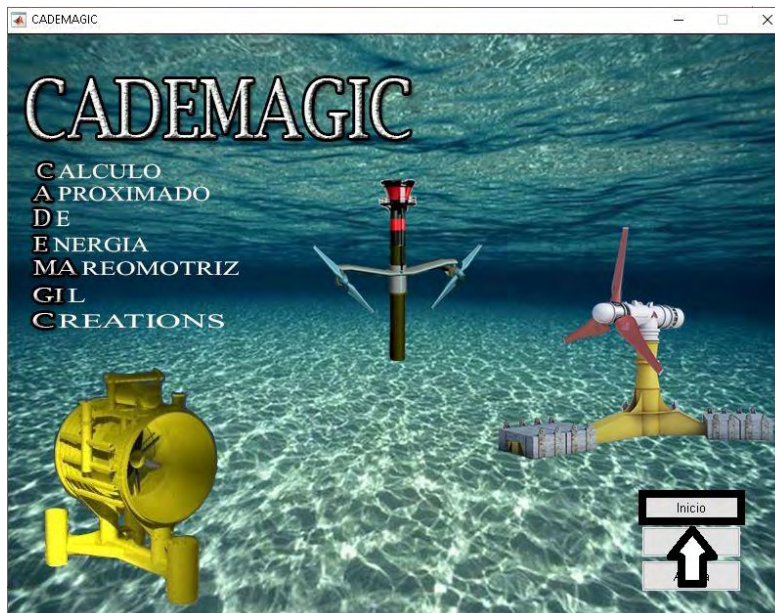 CADEMAGIC
CADEMAGIC
CALCULO
APROXIMADO
DE
ENERGIA
MAREOMOTRIZ
GIL
CREATIONS
Inicio